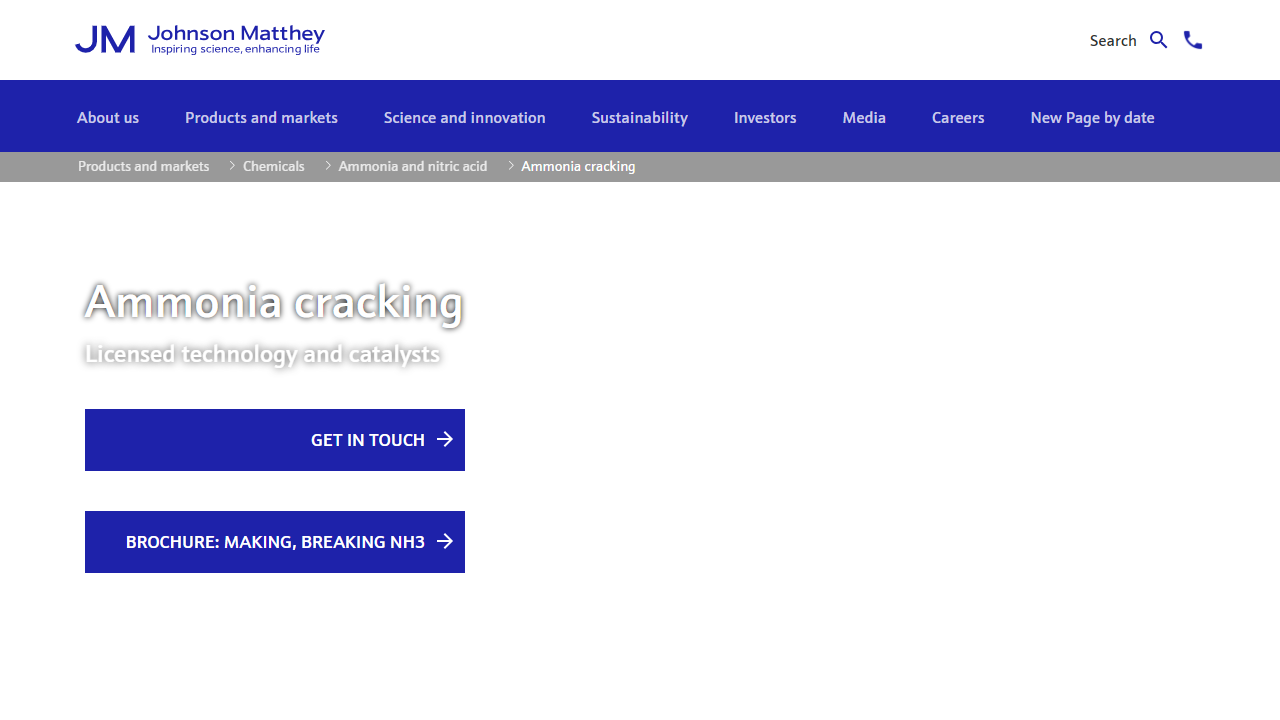 JM Johnson Matthey
Inspiring science, enhancing life
Search
About us Products and markets Science and innovation Sustainability Investors Media Careers New Page by date
Products and markets Chemicals Ammonia and nitric acid Ammonia cracking
Ammonia cracking
Licensed technology and catalysts
GET IN TOUCH
BROCHURE: MAKING, BREAKING NH3